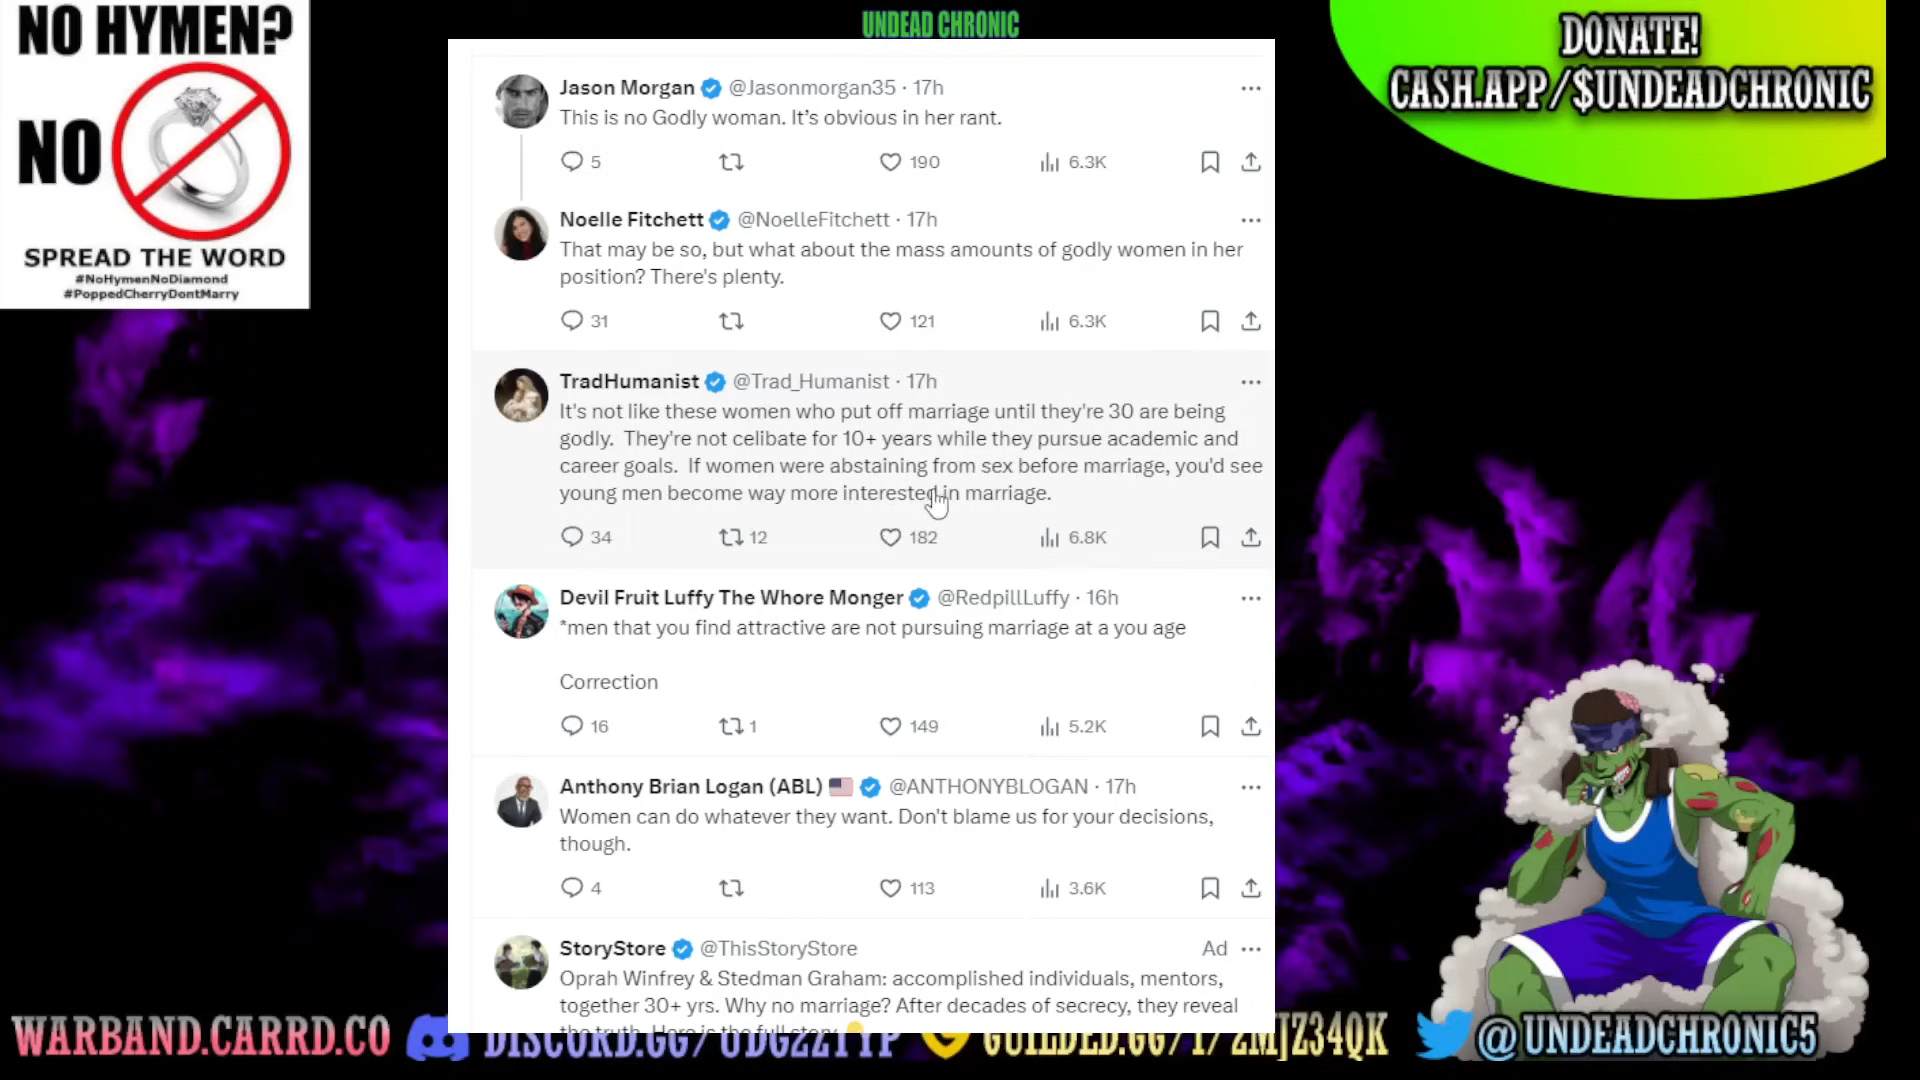 NO HYMEN?
NO
SPREAD THE WORD
#NoHymenNoDiamond
#PoppedCherryDontMarry
UNDEAD CHRONIC
DONATE!
CASH.APP/$UNDEADCHRONIC
Jason Morgan @Jasonmorgan35 · 17h
This is no Godly woman. It’s obvious in her rant.
5 190 6.3K
Noelle Fitchett @NoelleFitchett · 17h
That may be so, but what about the mass amounts of godly women in her
position? There's plenty.
31 121 6.3K
TradHumanist @Trad_Humanist · 17h
It's not like these women who put off marriage until they're 30 are being
godly. They're not celibate for 10+ years while they pursue academic and
career goals. If women were abstaining from sex before marriage, you'd see
young men become way more interested in marriage.
34 12 182 6.8K
Devil Fruit Luffy The Whore Monger @RedpillLuffy · 16h
*men that you find attractive are not pursuing marriage at a you age
Correction
16 1 149 5.2K
Anthony Brian Logan (ABL) @ANTHONYBLOGAN · 17h
Women can do whatever they want. Don't blame us for your decisions,
though.
4 113 3.6K
StoryStore @ThisStoryStore Ad
Oprah Winfrey & Stedman Graham: accomplished individuals, mentors,
together 30+ yrs. Why no marriage? After decades of secrecy, they reveal
the truth. Here is the full story
WARBAND.CARRD.CO
@UNDEADCHRONIC5